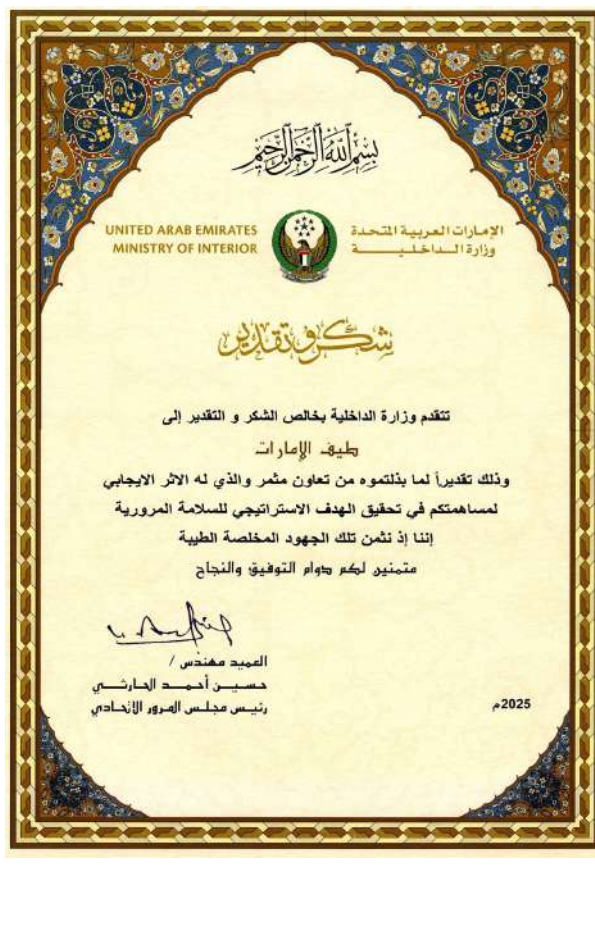 بسم الله الرحمن الرحيم
UNITED ARAB EMIRATES
MINISTRY OF INTERIOR
الإمارات العربية المتحدة
وزارة الداخلية
شكر وتقدير
تتقدم وزارة الداخلية بخالص الشكر و التقدير إلى
طيف الإمارات
وذلك تقديراً لما بذلتموه من تعاون مثمر والذي له الاثر الايجابي
لمساهمتكم في تحقيق الهدف الاستراتيجي للسلامة المرورية
إننا إذ نثمن تلك الجهود المخلصة الطيبة
متمنين لكم دوام التوفيق والنجاح
العميد مهندس /
حسين أحمد الحارثي
رئيس مجلس المرور الاتحادي
2025م